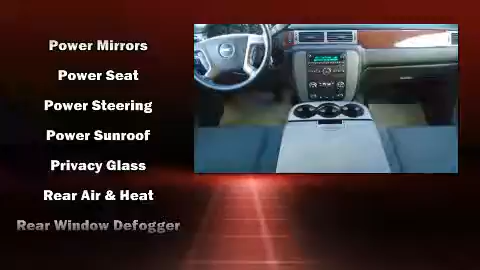 Power Mirrors
Power Seat
Power Steering
Power Sunroof
Privacy Glass
Rear Air & Heat
Rear Window Defogger